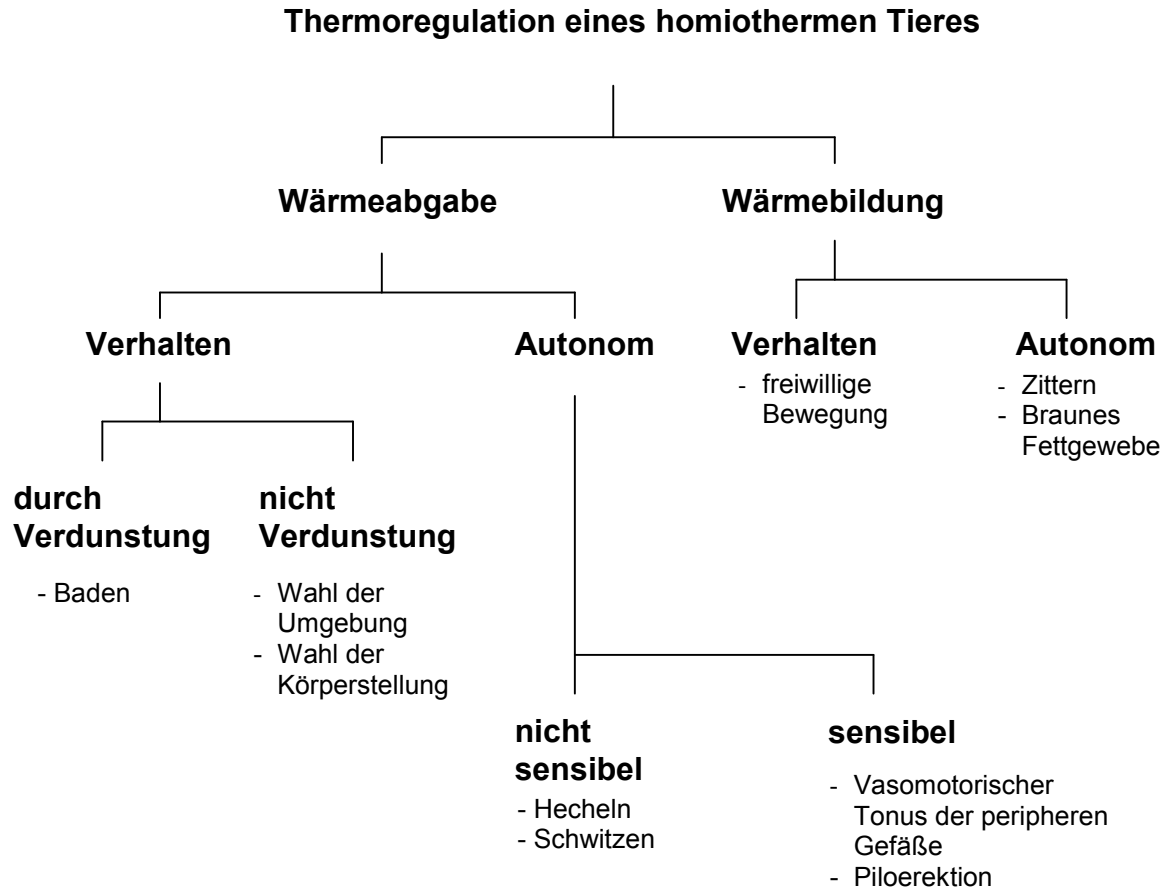 Thermoregulation eines homiothermen Tieres
Wärmeabgabe
Wärmebildung
Verhalten
Autonom
Verhalten
- freiwillige
Bewegung
Autonom
- Zittern
- Braunes
Fettgewebe
durch
Verdunstung
- Baden
nicht
Verdunstung
- Wahl der
Umgebung
- Wahl der
Körperstellung
nicht
sensibel
- Hecheln
- Schwitzen
sensibel
- Vasomotorischer
Tonus der peripheren
Gefäße
- Piloerektion